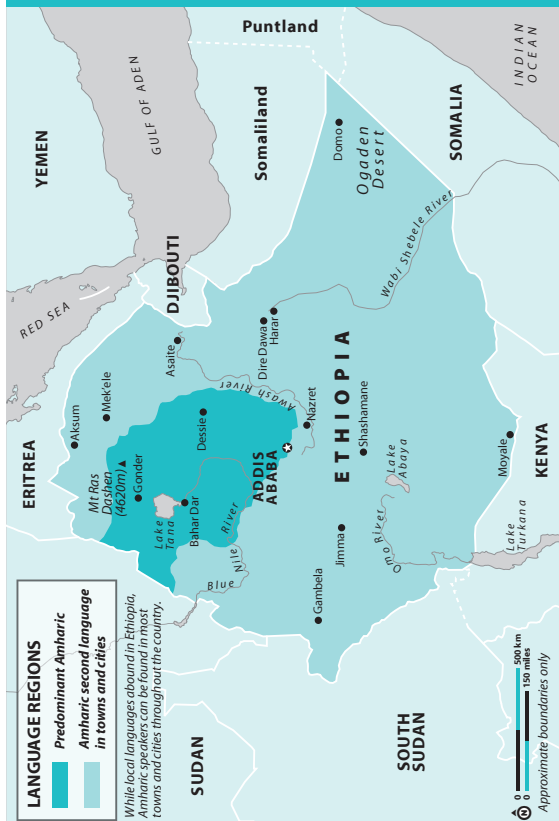 LANGUAGE REGIONS
Predominant Amharic
Amharic second language
in towns and cities
While local languages abound in Ethiopia,
Amharic speakers can be found in most
towns and cities throughout the country.
ERITREA
RED SEA
YEMEN
GULF OF ADEN
Puntland
Somaliland
DJIBOUTI
INDIAN
OCEAN
SOMALIA
SUDAN
SOUTH
SUDAN
KENYA
ETHIOPIA
Aksum
Mek'ele
Mt Ras
Dashen
(4620m)
Gonder
Lake
Tana
Bahar Dar
Dessie
Asaite
Awash River
Blue Nile River
ADDIS
ABABA
Nazret
Dire Dawa
Harar
Domo
Ogaden
Desert
Wabi Shebele River
Shashamane
Gambela
Jimma
Omo River
Lake
Abaya
Moyale
Lake
Turkana
N
0 500 km
0 150 miles
Approximate boundaries only